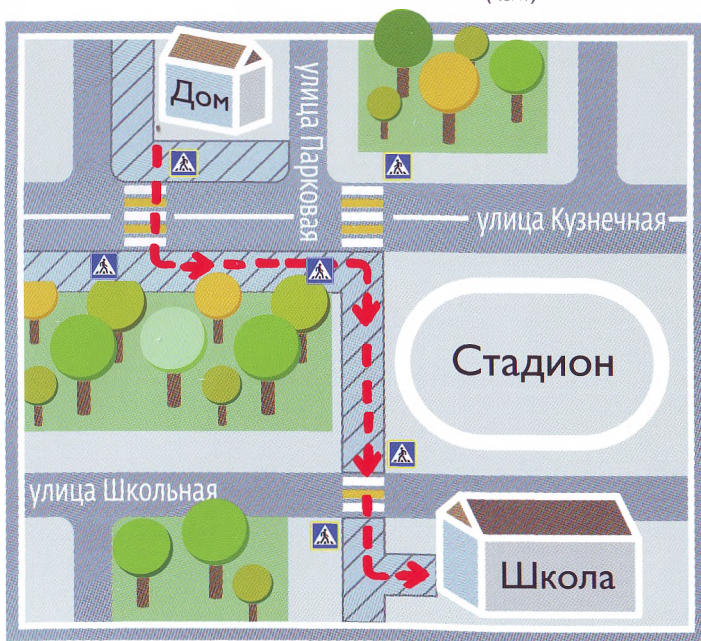 Дом
улица Парковая
улица Кузнечная
Стадион
улица Школьная
Школа